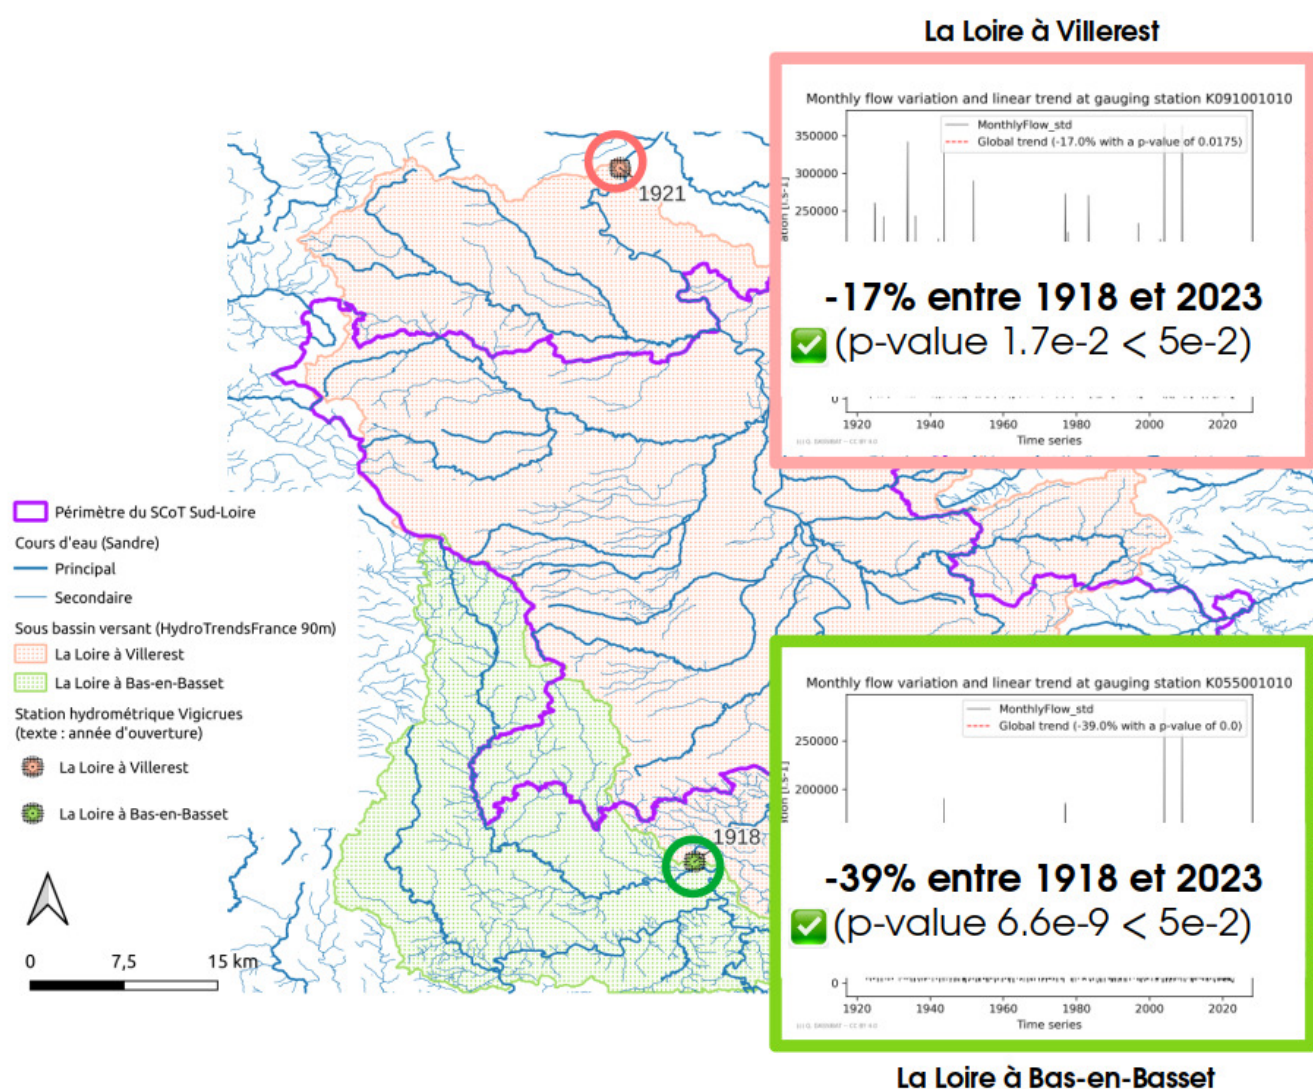 La Loire à Villerest
Monthly flow variation and linear trend at gauging station K091001010
MonthlyFlow_std
Global trend (-17.0% with a p-value of 0.0175)
350000
300000
250000
-17% entre 1918 et 2023
✅ (p-value 1.7e-2 < 5e-2)
0
1920 1940 1960 1980 2000 2020
Time series
1921
Périmètre du SCoT Sud-Loire
Cours d'eau (Sandre)
Principal
Secondaire
Sous bassin versant (HydroTrendsFrance 90m)
La Loire à Villerest
La Loire à Bas-en-Basset
Station hydrométrique Vigicrues
(texte : année d'ouverture)
La Loire à Villerest
La Loire à Bas-en-Basset
0 7,5 15 km
1918
Monthly flow variation and linear trend at gauging station K055001010
MonthlyFlow_std
Global trend (-39.0% with a p-value of 0.0)
250000
200000
-39% entre 1918 et 2023
✅ (p-value 6.6e-9 < 5e-2)
0
1920 1940 1960 1980 2000 2020
Time series
La Loire à Bas-en-Basset